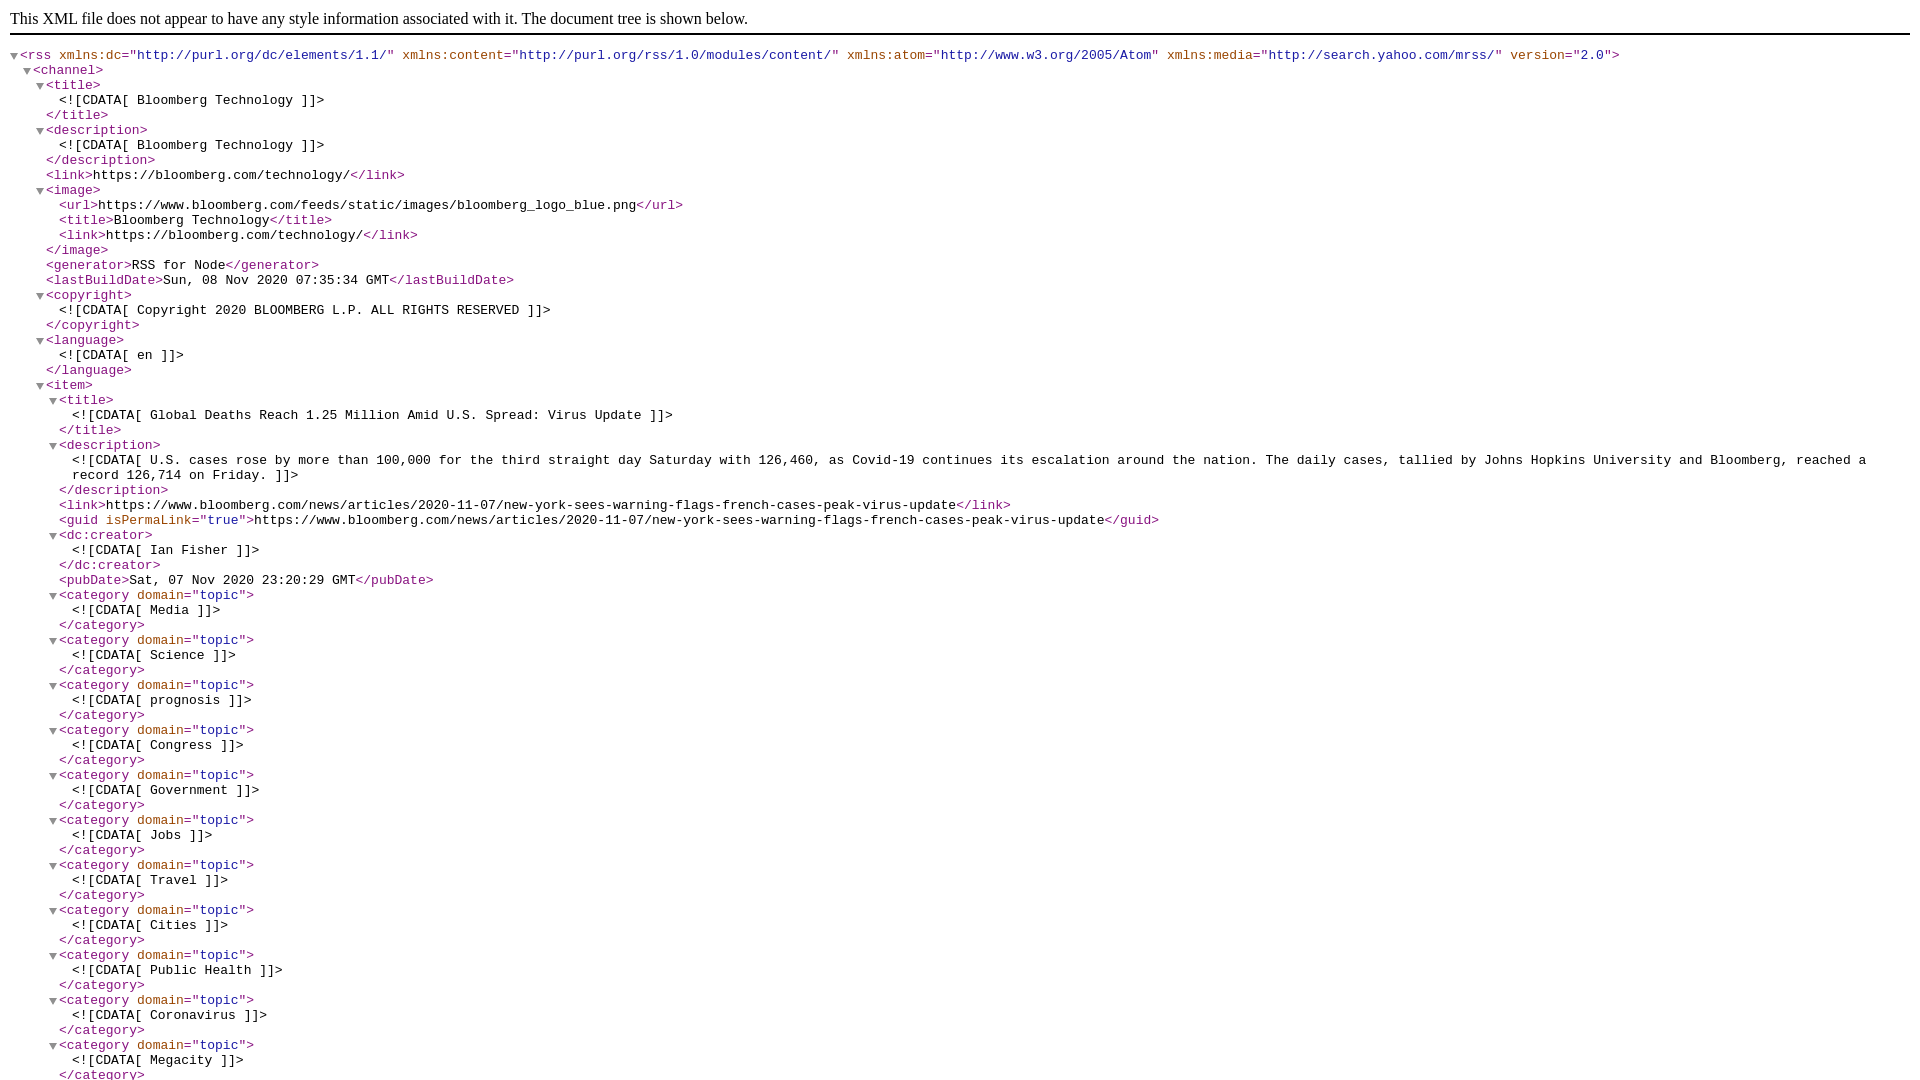 This XML file does not appear to have any style information associated with it. The document tree is shown below.
<rss xmlns:dc="http://purl.org/dc/elements/1.1/" xmlns:content="http://purl.org/rss/1.0/modules/content/" xmlns:atom="http://www.w3.org/2005/Atom" xmlns:media="http://search.yahoo.com/mrss/" version="2.0">
<channel>
<title>
<![CDATA[ Bloomberg Technology ]]>
</title>
<description>
<![CDATA[ Bloomberg Technology ]]>
</description>
<link>https://bloomberg.com/technology/</link>
<image>
<url>https://www.bloomberg.com/feeds/static/images/bloomberg_logo_blue.png</url>
<title>Bloomberg Technology</title>
<link>https://bloomberg.com/technology/</link>
</image>
<generator>RSS for Node</generator>
<lastBuildDate>Sun, 08 Nov 2020 07:35:34 GMT</lastBuildDate>
<copyright>
<![CDATA[ Copyright 2020 BLOOMBERG L.P. ALL RIGHTS RESERVED ]]>
</copyright>
<language>
<![CDATA[ en ]]>
</language>
<item>
<title>
<![CDATA[ Global Deaths Reach 1.25 Million Amid U.S. Spread: Virus Update ]]>
</title>
<description>
<![CDATA[ U.S. cases rose by more than 100,000 for the third straight day Saturday with 126,460, as Covid-19 continues its escalation around the nation. The daily cases, tallied by Johns Hopkins University and Bloomberg, reached a
record 126,714 on Friday. ]]>
</description>
<link>https://www.bloomberg.com/news/articles/2020-11-07/new-york-sees-warning-flags-french-cases-peak-virus-update</link>
<guid isPermaLink="true">https://www.bloomberg.com/news/articles/2020-11-07/new-york-sees-warning-flags-french-cases-peak-virus-update</guid>
<dc:creator>
<![CDATA[ Ian Fisher ]]>
</dc:creator>
<pubDate>Sat, 07 Nov 2020 23:20:29 GMT</pubDate>
<category domain="topic">
<![CDATA[ Media ]]>
</category>
<category domain="topic">
<![CDATA[ Science ]]>
</category>
<category domain="topic">
<![CDATA[ prognosis ]]>
</category>
<category domain="topic">
<![CDATA[ Congress ]]>
</category>
<category domain="topic">
<![CDATA[ Government ]]>
</category>
<category domain="topic">
<![CDATA[ Jobs ]]>
</category>
<category domain="topic">
<![CDATA[ Travel ]]>
</category>
<category domain="topic">
<![CDATA[ Cities ]]>
</category>
<category domain="topic">
<![CDATA[ Public Health ]]>
</category>
<category domain="topic">
<![CDATA[ Coronavirus ]]>
</category>
<category domain="topic">
<![CDATA[ Megacity ]]>
</category>